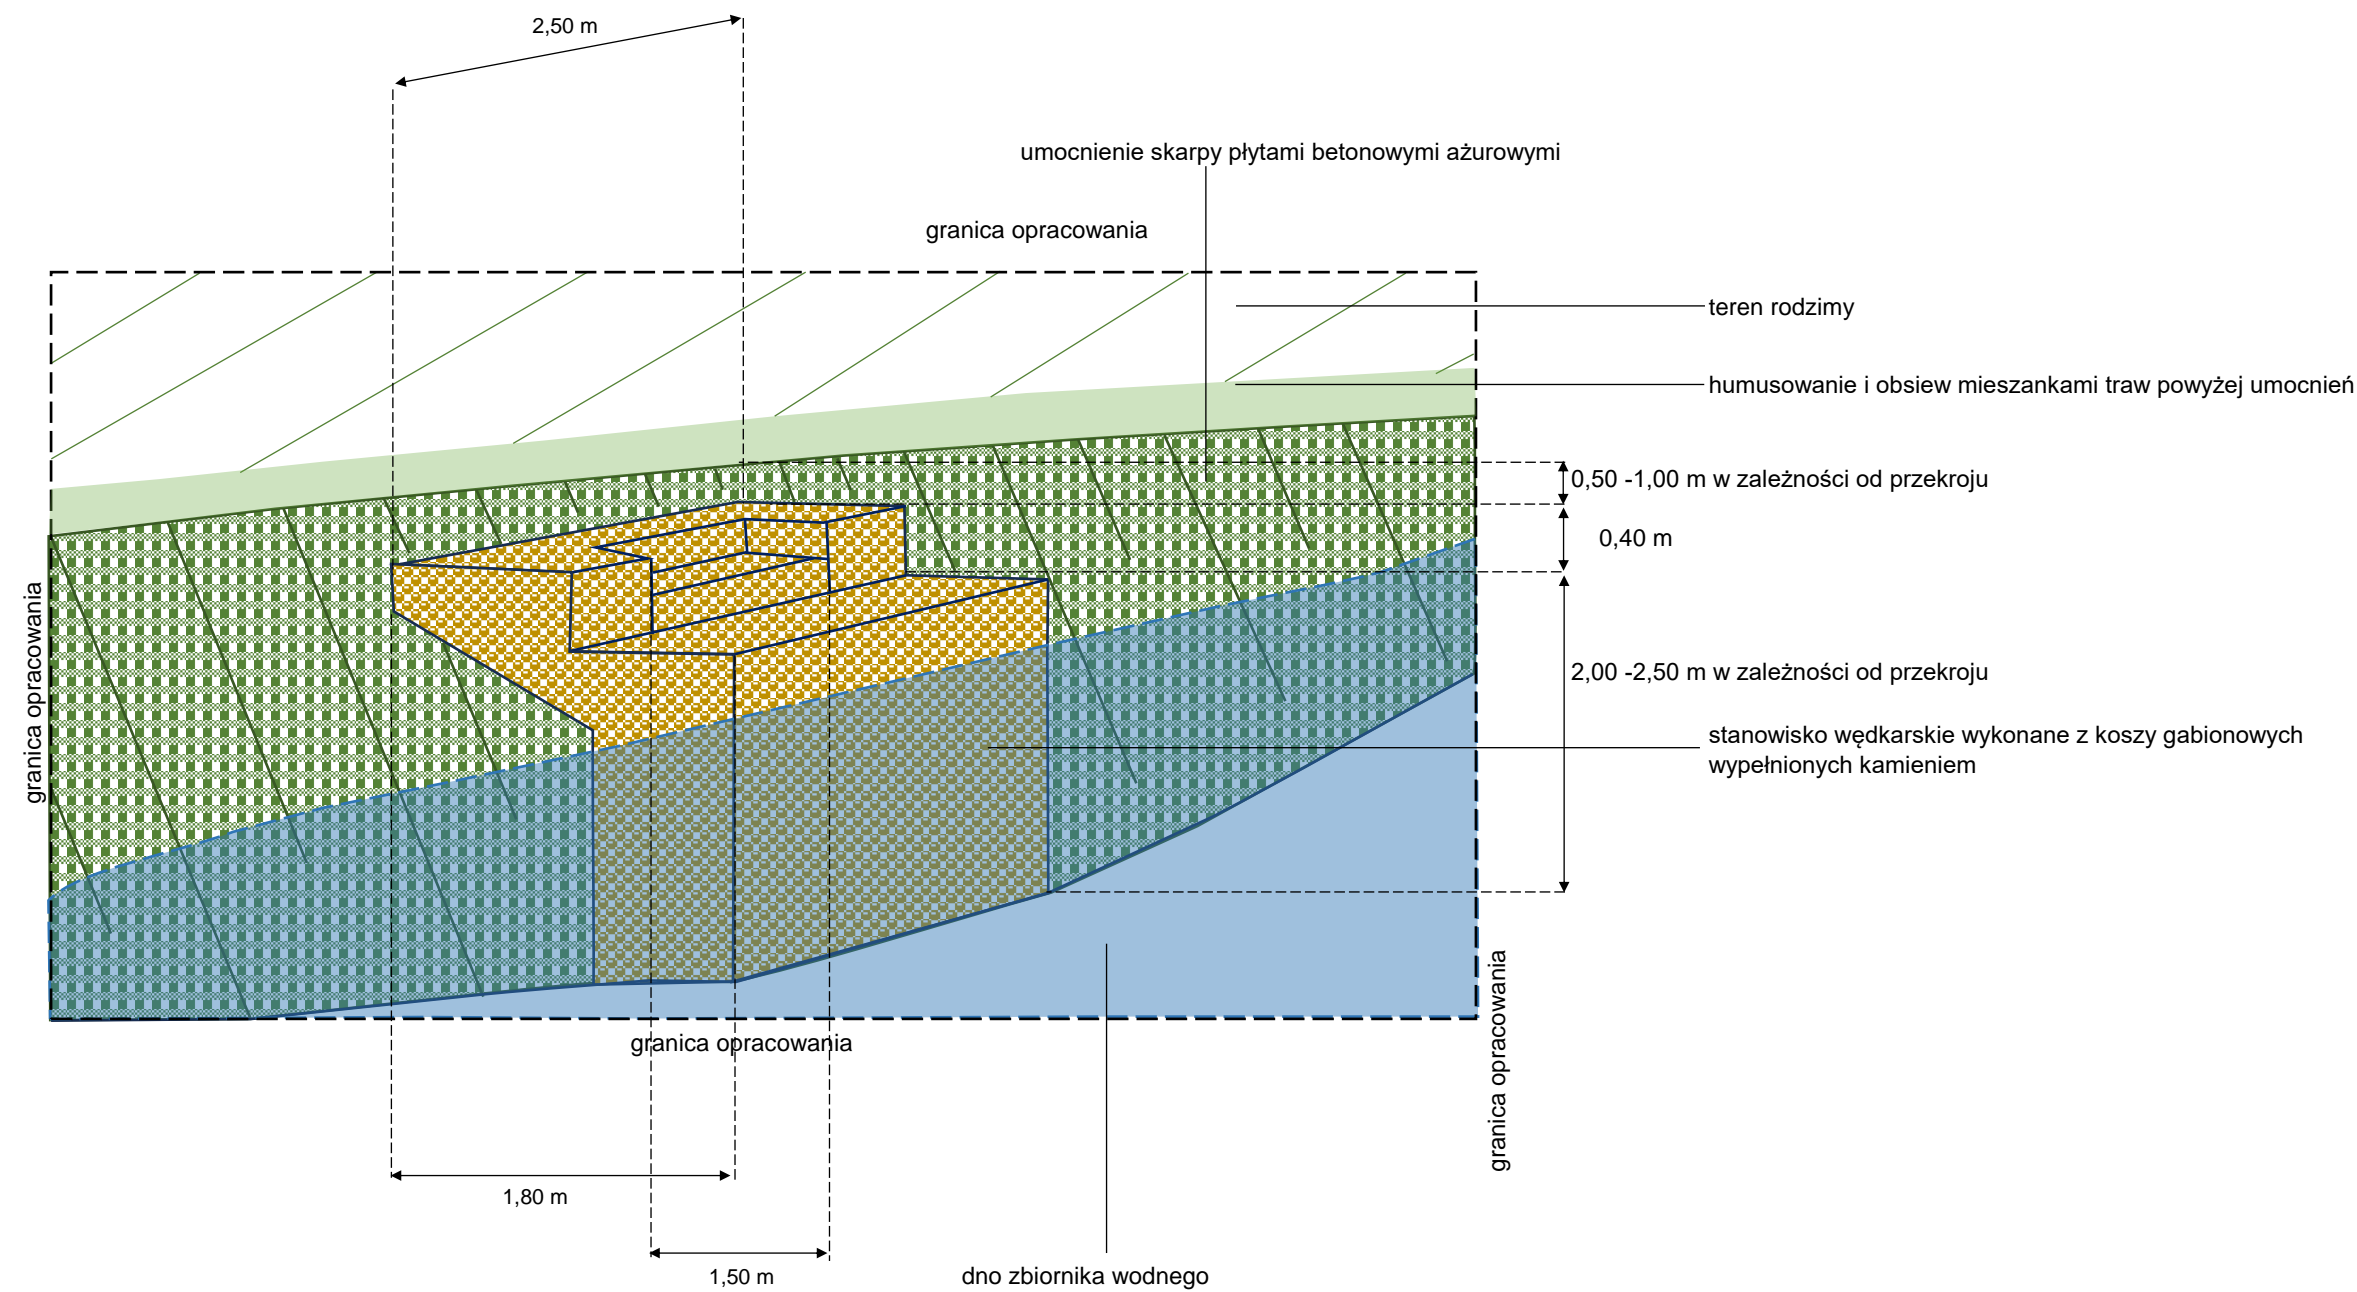 2,50 m
umocnienie skarpy płytami betonowymi ażurowymi
granica opracowania
teren rodzimy
humusowanie i obsiew mieszankami traw powyżej umocnień
0,50 -1,00 m w zależności od przekroju
0,40 m
granica opracowania
2,00 -2,50 m w zależności od przekroju
stanowisko wędkarskie wykonane z koszy gabionowych
wypełnionych kamieniem
granica opracowania
granica opracowania
1,80 m
1,50 m
dno zbiornika wodnego